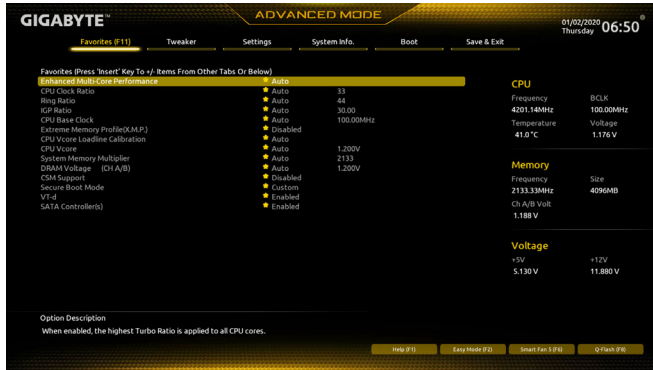 GIGABYTE™
ADVANCED MODE
01/02/2020 Thursday 06:50
Favorites (F11) Tweaker Settings System Info. Boot Save & Exit
Favorites (Press 'Insert' Key To +/- Items From Other Tabs Or Below)
Enhanced Multi-Core Performance Auto
CPU Clock Ratio Auto 33
Ring Ratio Auto 44
IGP Ratio Auto 30.00
CPU Base Clock Auto 100.00MHz
Extreme Memory Profile(X.M.P.) Disabled
CPU Vcore Loadline Calibration Auto
CPU Vcore Auto 1.200V
System Memory Multiplier Auto 2133
DRAM Voltage (CH A/B) Auto 1.200V
CSM Support Disabled
Secure Boot Mode Custom
VT-d Enabled
SATA Controller(s) Enabled
CPU
Frequency BCLK
4201.14MHz 100.00MHz
Temperature Voltage
41.0 °C 1.176 V
Memory
Frequency Size
2133.33MHz 4096MB
Ch A/B Volt
1.188 V
Voltage
+5V +12V
5.130 V 11.880 V
Option Description
When enabled, the highest Turbo Ratio is applied to all CPU cores.
Help (F1) Easy Mode (F2) Smart Fan 5 (F6) Q-Flash (F8)